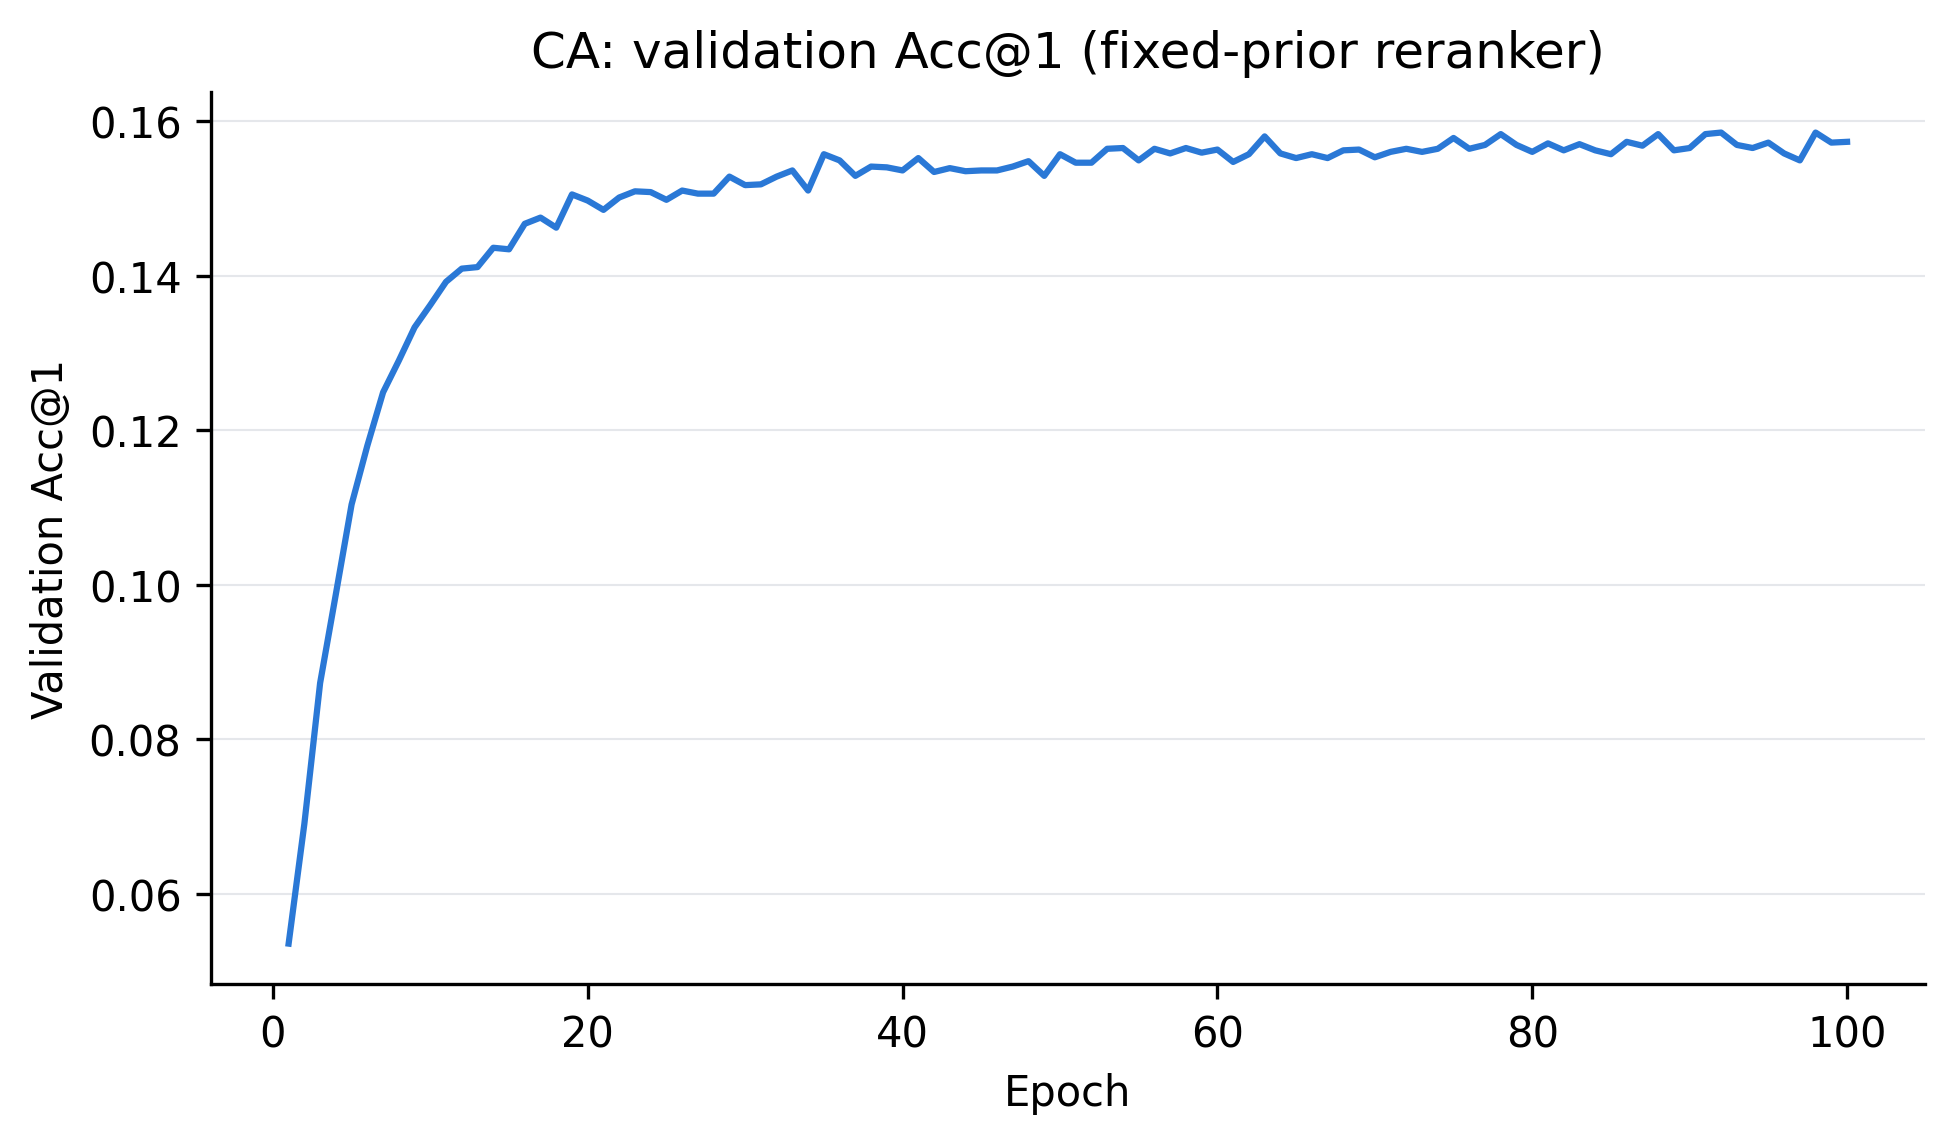 CA: validation Acc@1 (fixed-prior reranker)
0.16
0.14
0.12
0.10
0.08
0.06
Validation Acc@1
0 20 40 60 80 100
Epoch